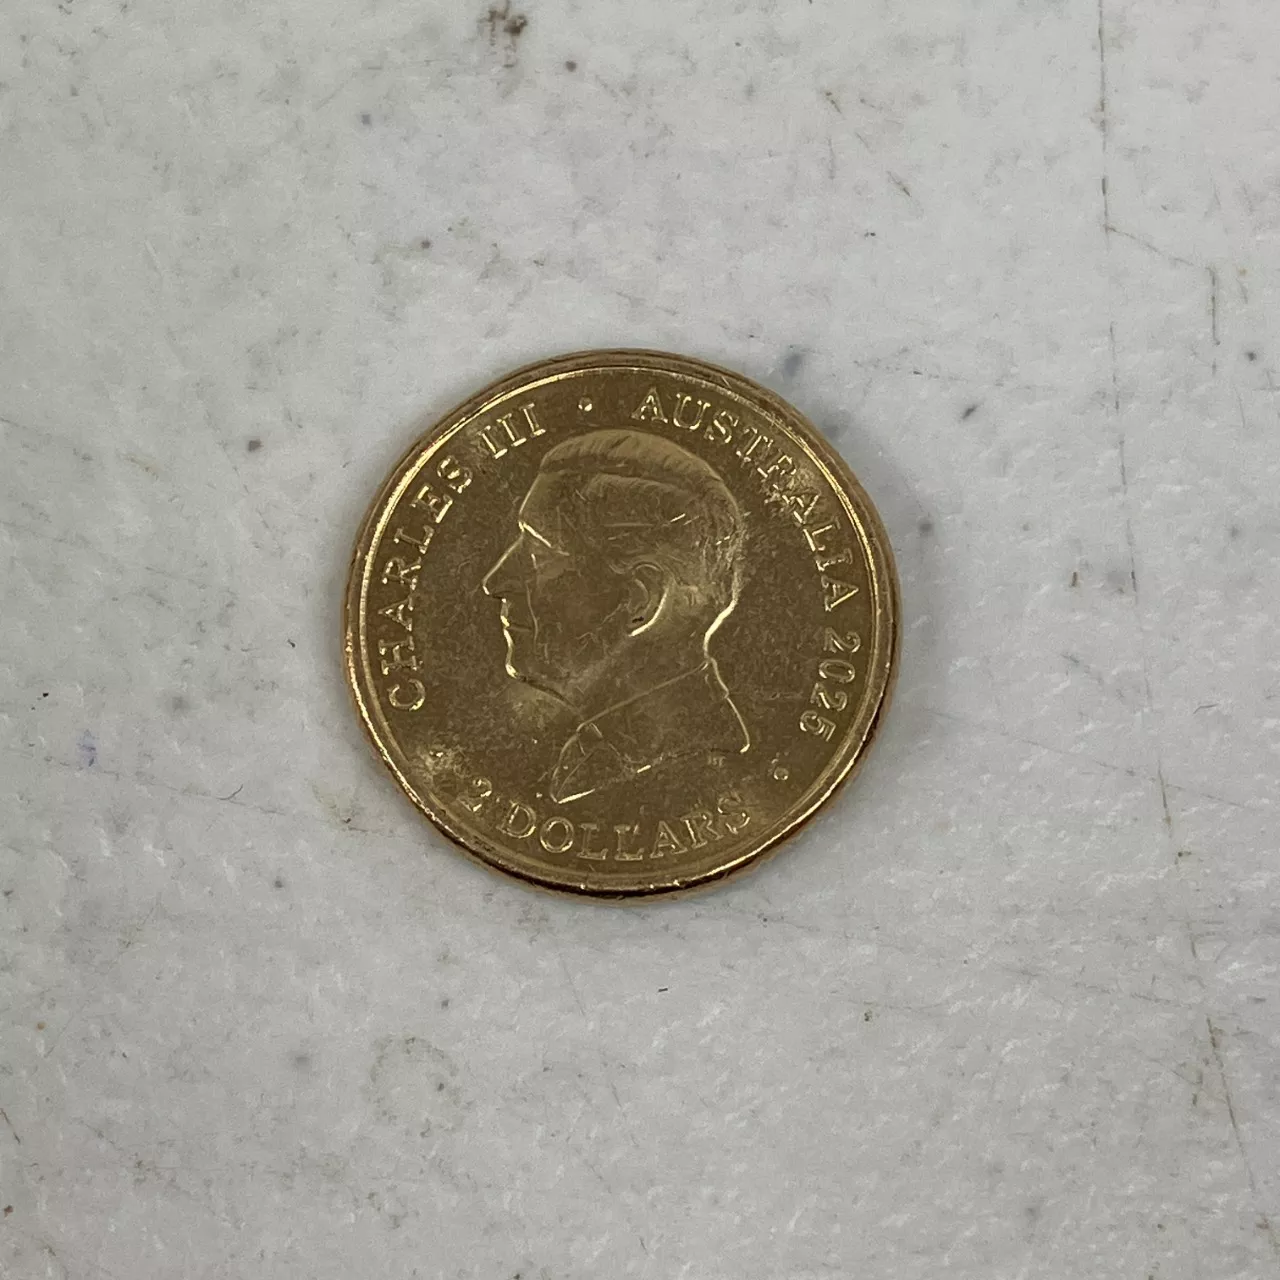 CHARLES III • AUSTRALIA 2025 •
2 DOLLARS